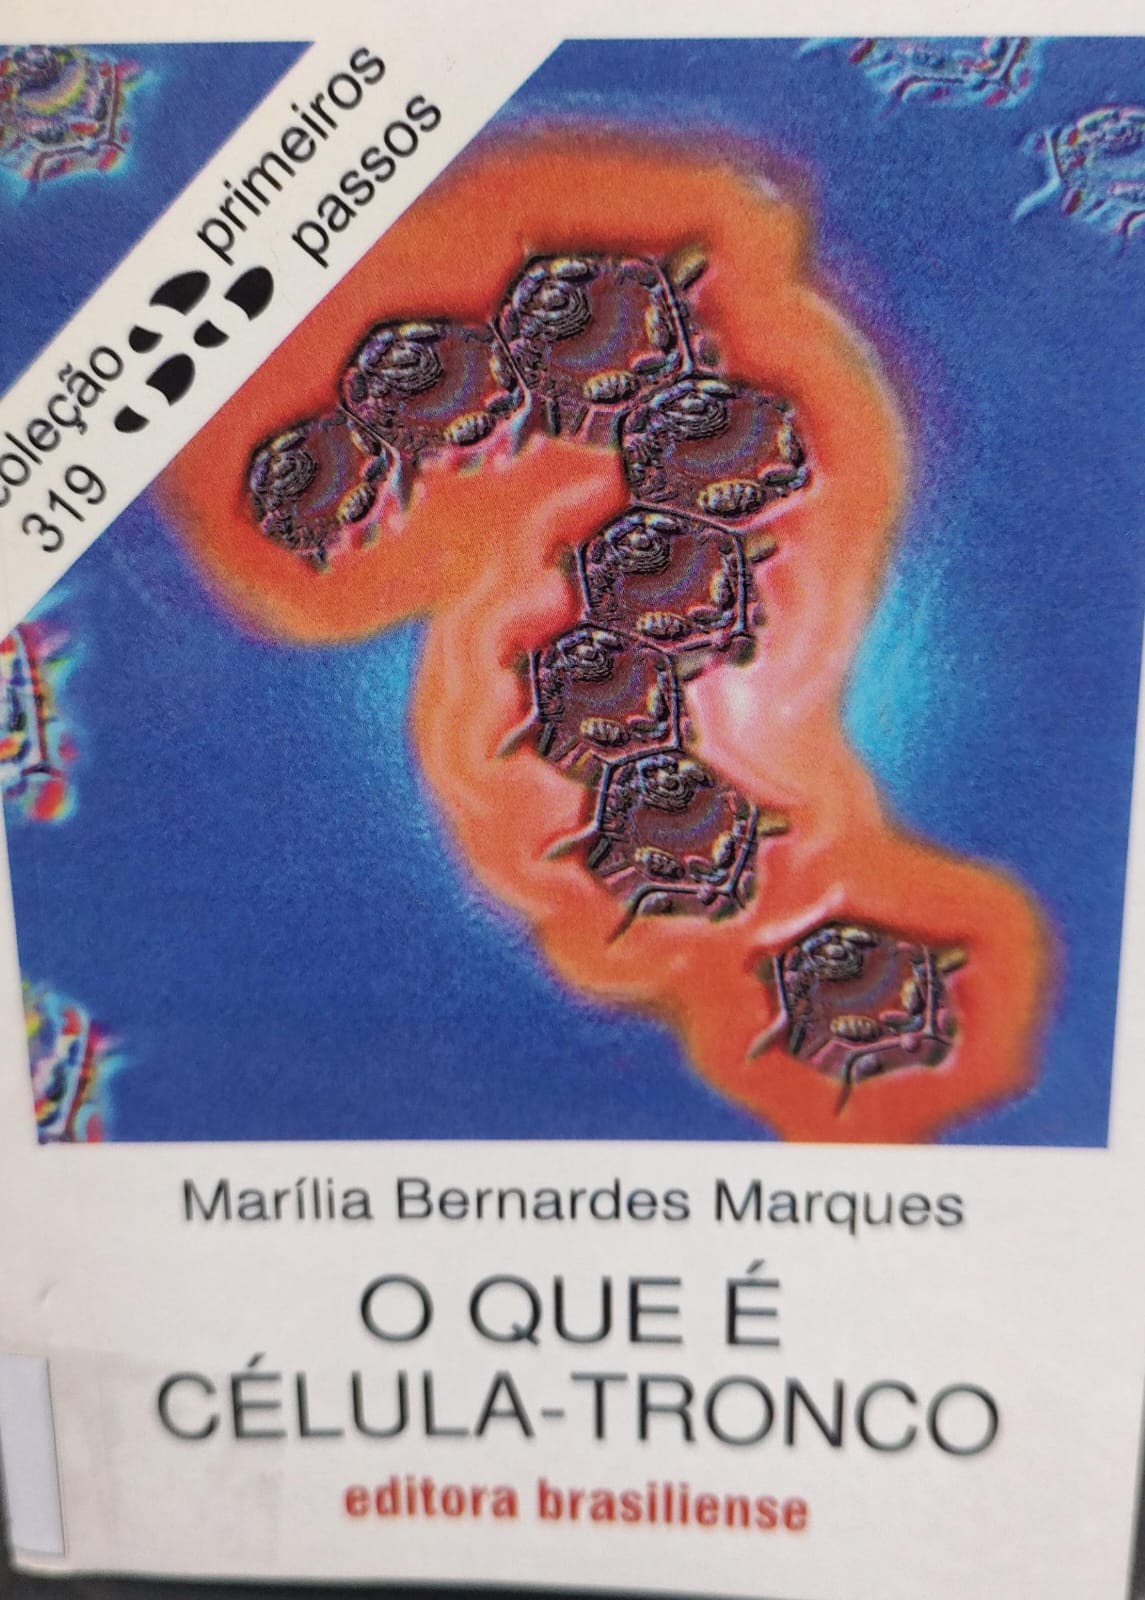 coleção primeiros
319 passos
Marília Bernardes Marques
O QUE É
CÉLULA-TRONCO
editora brasiliense